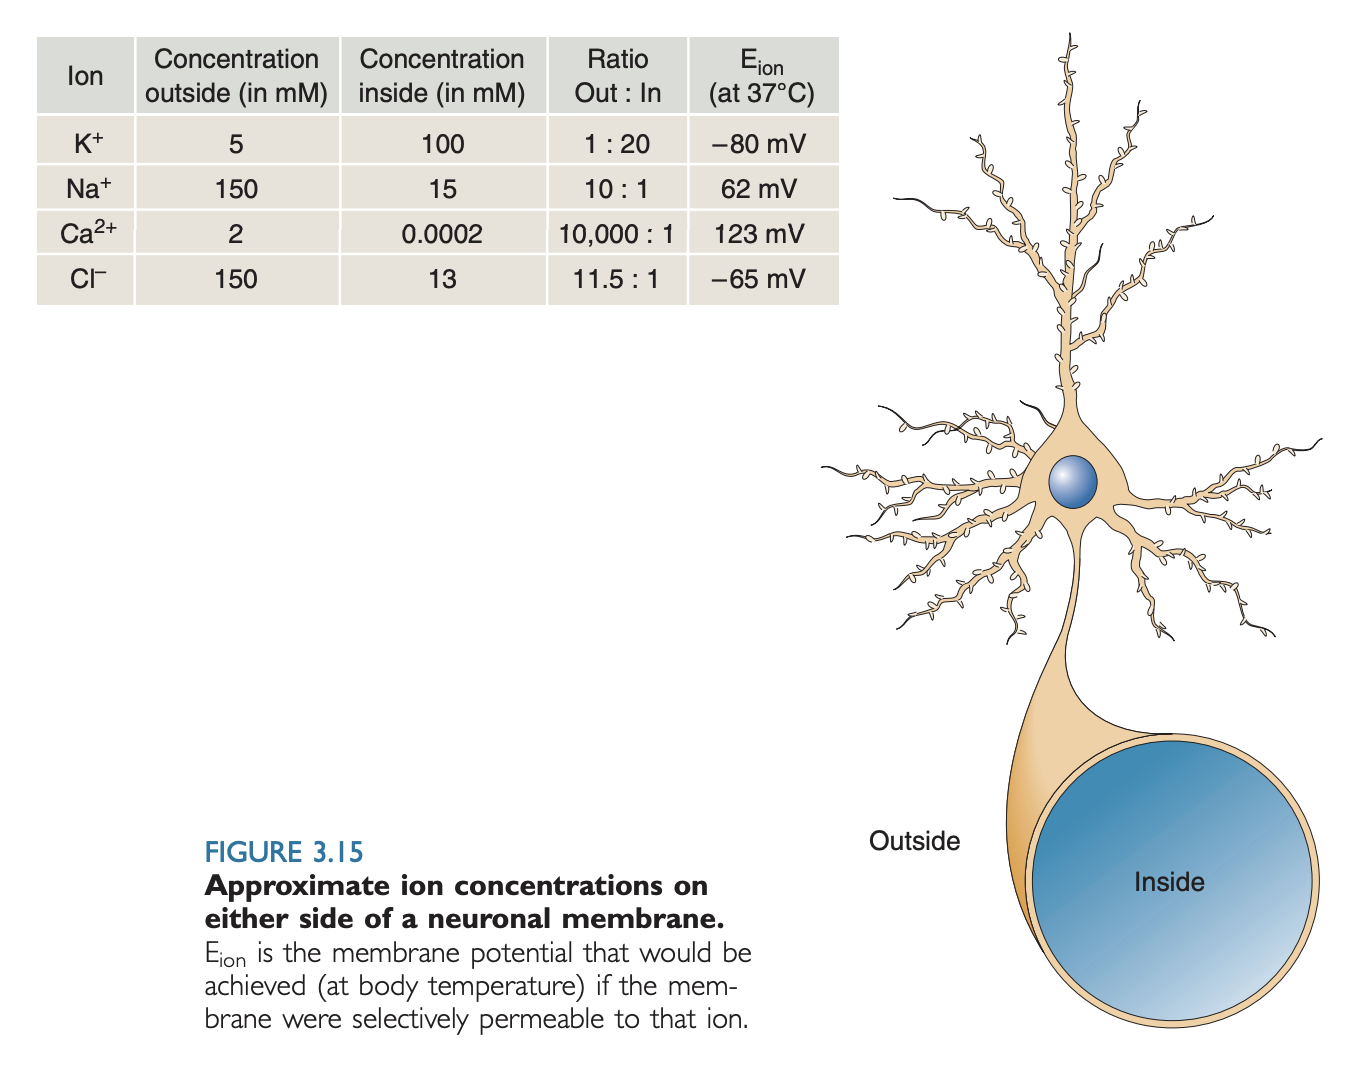 Ion Concentration outside (in mM) Concentration inside (in mM) Ratio Out : In Eion (at 37°C)
K+ 5 100 1 : 20 –80 mV
Na+ 150 15 10 : 1 62 mV
Ca2+ 2 0.0002 10,000 : 1 123 mV
Cl– 150 13 11.5 : 1 –65 mV
Outside
Inside
FIGURE 3.15
Approximate ion concentrations on
either side of a neuronal membrane.
Eion is the membrane potential that would be
achieved (at body temperature) if the mem-
brane were selectively permeable to that ion.